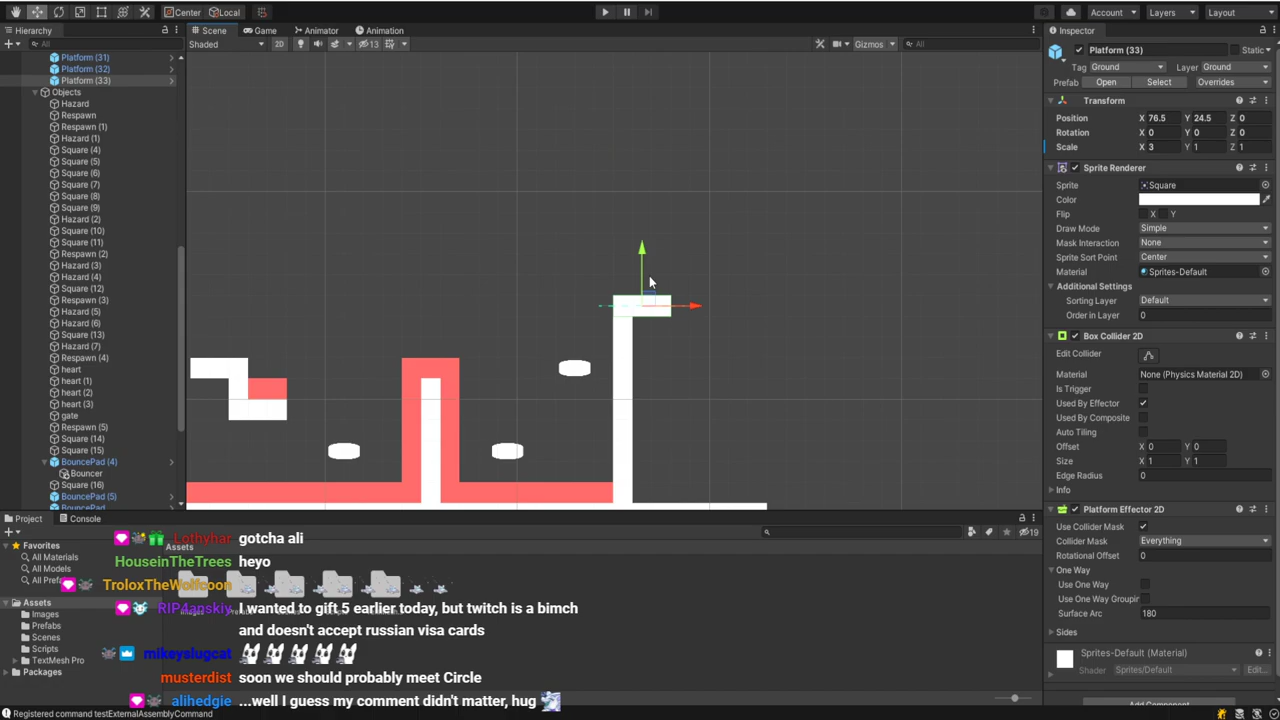 Center
Local
Account
Layers
Layout
Hierarchy
Scene
Game
Animator
Animation
Inspector
All
Shaded
2D
13
Gizmos
All
Platform (31)
Platform (32)
Platform (33)
Objects
Hazard
Respawn
Respawn (1)
Hazard (1)
Square (4)
Square (5)
Square (6)
Square (7)
Square (8)
Square (9)
Hazard (2)
Square (10)
Square (11)
Respawn (2)
Hazard (3)
Hazard (4)
Square (12)
Respawn (3)
Hazard (5)
Hazard (6)
Square (13)
Hazard (7)
Respawn (4)
heart
heart (1)
heart (2)
heart (3)
gate
Respawn (5)
Square (14)
Square (15)
BouncePad (4)
Bouncer
Square (16)
BouncePad (5)
BouncePad
Platform (33)
Static
Tag Ground Layer Ground
Prefab Open Select Overrides
Transform
Position X 76.5 Y 24.5 Z 0
Rotation X 0 Y 0 Z 0
Scale X 3 Y 1 Z 1
Sprite Renderer
Sprite Square
Color
Flip X Y
Draw Mode Simple
Mask Interaction None
Sprite Sort Point Center
Material Sprites-Default
Additional Settings
Sorting Layer Default
Order in Layer 0
Box Collider 2D
Edit Collider
Material None (Physics Material 2D)
Is Trigger
Used By Effector
Used By Composite
Auto Tiling
Offset X 0 Y 0
Size X 1 Y 1
Edge Radius 0
Info
Platform Effector 2D
Use Collider Mask
Collider Mask Everything
Rotational Offset 0
One Way
Use One Way
Use One Way Groupin
Surface Arc 180
Sides
Sprites-Default (Material)
Shader Sprites/Default Edit...
Project
Console
19
Favorites
All Materials
All Models
All Pref
Assets
Images
Prefabs
Scenes
Scripts
TextMesh Pro
Packages
Assets
Lothyhar gotcha ali
HouseinTheTrees heyo
TroloxTheWolfcoon
RIP4anskiy I wanted to gift 5 earlier today, but twitch is a bimch
and doesn't accept russian visa cards
mikeyslugcat
musterdist soon we should probably meet Circle
alihedgie ...well I guess my comment didn't matter, hug
Registered command testExternalAssemblyCommand